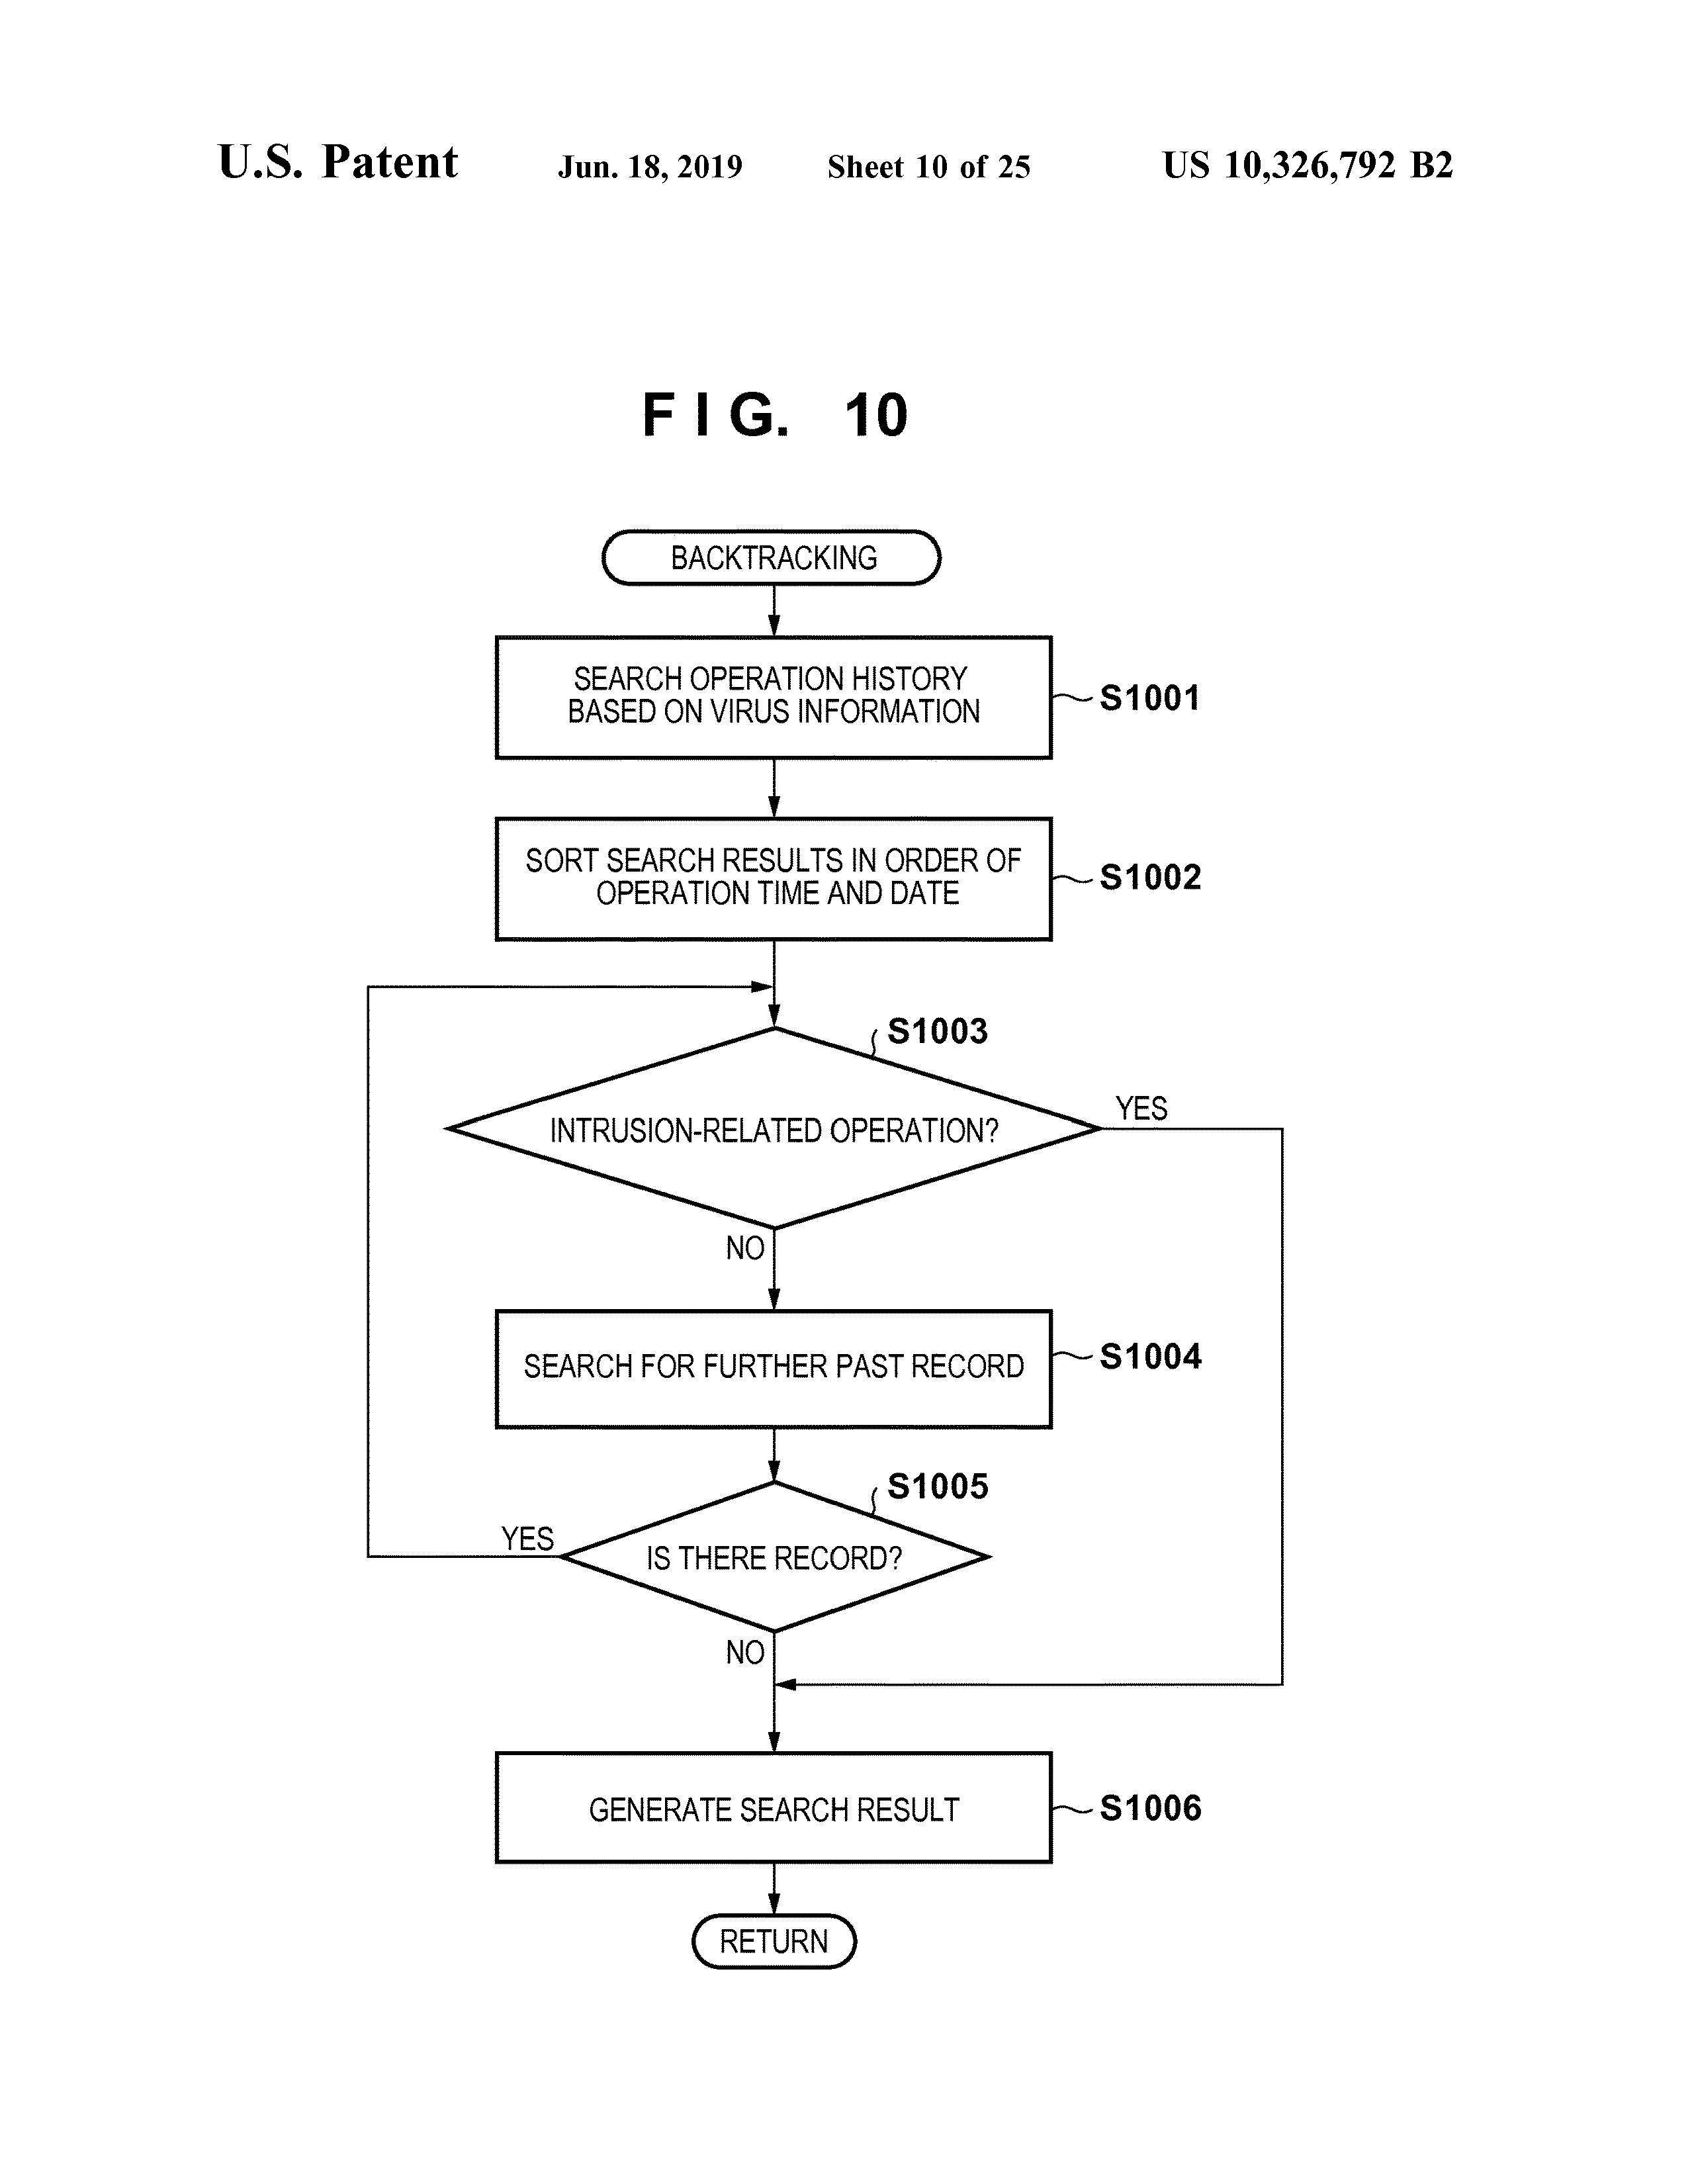 U.S. Patent Jun. 18, 2019 Sheet 10 of 25 US 10,326,792 B2
FIG. 10
BACKTRACKING
SEARCH OPERATION HISTORY
BASED ON VIRUS INFORMATION
S1001
SORT SEARCH RESULTS IN ORDER OF
OPERATION TIME AND DATE
S1002
S1003
INTRUSION-RELATED OPERATION?
YES
NO
SEARCH FOR FURTHER PAST RECORD
S1004
S1005
YES
IS THERE RECORD?
NO
GENERATE SEARCH RESULT
S1006
RETURN